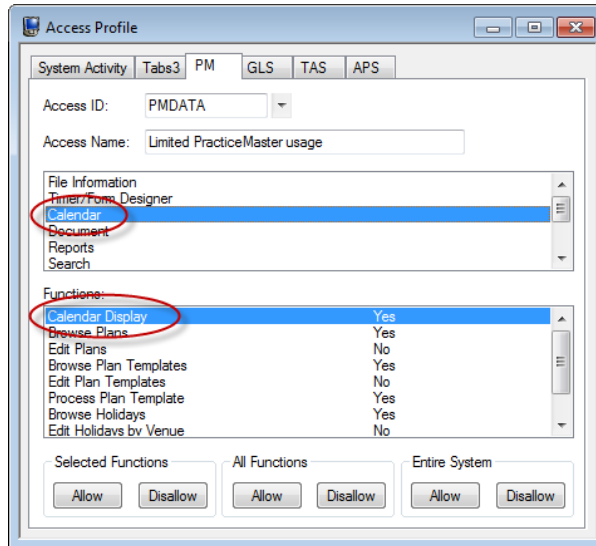 Access Profile
System Activity Tabs3 PM GLS TAS APS
Access ID: PMDATA
Access Name: Limited PracticeMaster usage
File Information
Timer/Form Designer
Calendar
Document
Reports
Search
Functions:
Calendar Display Yes
Browse Plans Yes
Edit Plans No
Browse Plan Templates Yes
Edit Plan Templates No
Process Plan Template Yes
Browse Holidays Yes
Edit Holidays by Venue No
Selected Functions All Functions Entire System
Allow Disallow Allow Disallow Allow Disallow